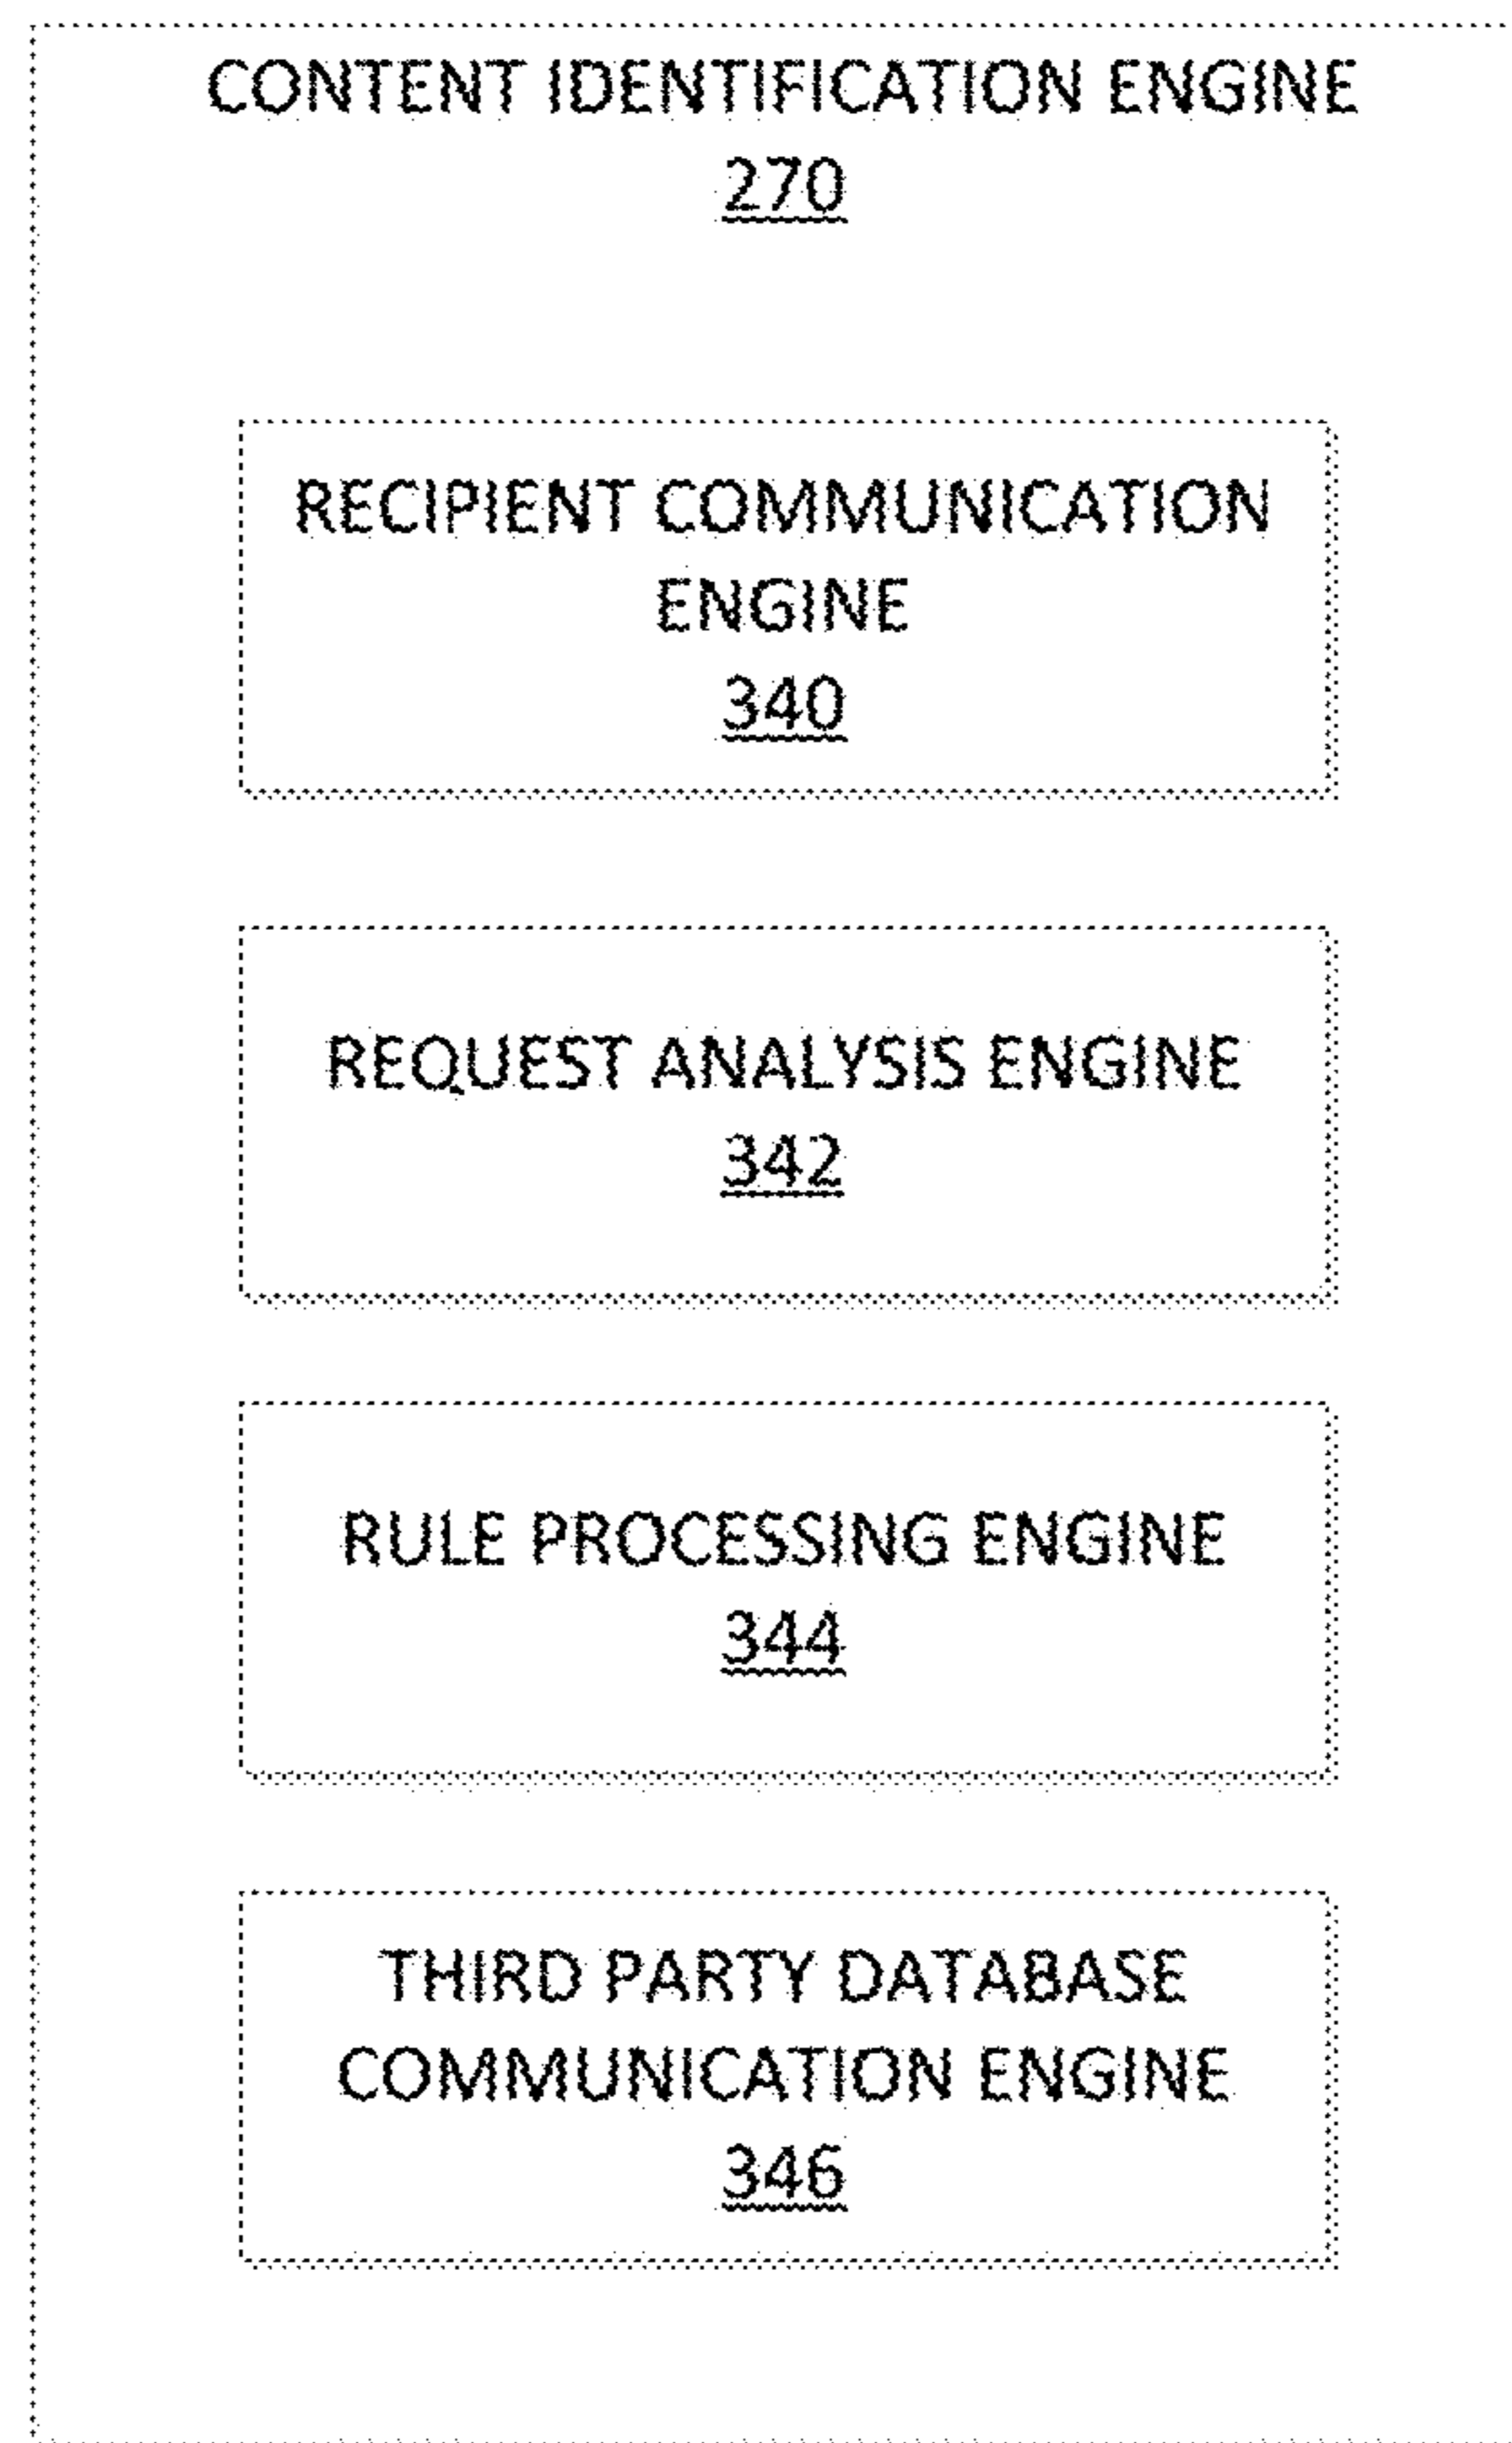 CONTENT IDENTIFICATION ENGINE
270
RECIPIENT COMMUNICATION
ENGINE
340
REQUEST ANALYSIS ENGINE
342
RULE PROCESSING ENGINE
344
THIRD PARTY DATABASE
COMMUNICATION ENGINE
346